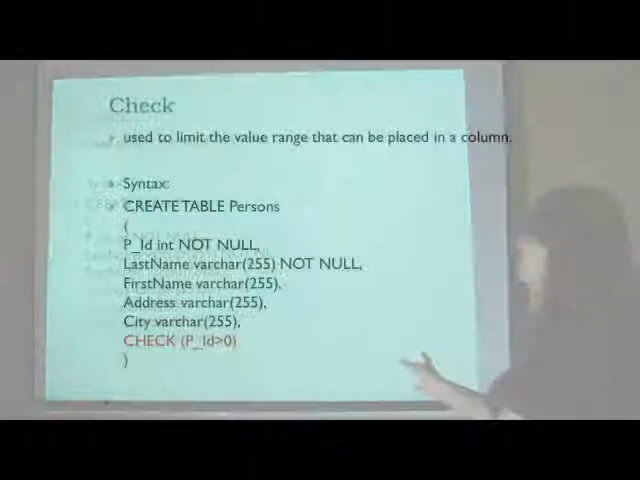 Check
used to limit the value range that can be placed in a column.
Syntax:
CREATE TABLE Persons
(
P_Id int NOT NULL,
LastName varchar(255) NOT NULL,
FirstName varchar(255),
Address varchar(255),
City varchar(255),
CHECK (P_Id>0)
)